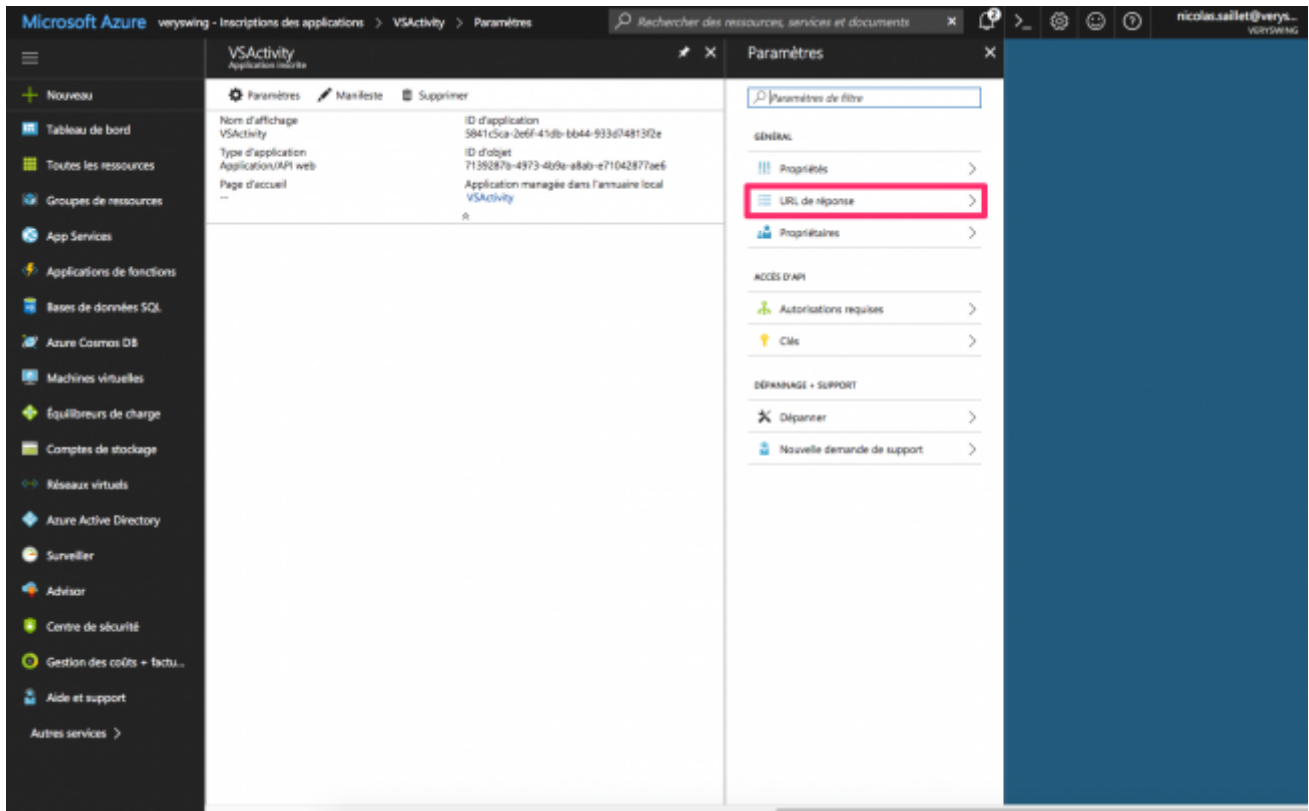 Microsoft Azure veryswing - Inscriptions des applications > VSActivity > Paramètres
Rechercher des ressources, services et documents
nicolas.saillet@verys...
VERYSWING
Nouveau
Tableau de bord
Toutes les ressources
Groupes de ressources
App Services
Applications de fonctions
Bases de données SQL
Azure Cosmos DB
Machines virtuelles
Équilibreurs de charge
Comptes de stockage
Réseaux virtuels
Azure Active Directory
Surveiller
Advisor
Centre de sécurité
Gestion des coûts + factu...
Aide et support
Autres services >
VSActivity
Application inscrite
Paramètres Manifeste Supprimer
Nom d'affichage
VSActivity
Type d'application
Application/API web
Page d'accueil
--
ID d'application
5841c5ca-2e6f-41db-bb44-933d74813f2e
ID d'objet
7139287b-4973-4b9a-a8ab-e71042877ae6
Application managée dans l'annuaire local
VSActivity
Paramètres
Paramètres de filtre
GÉNÉRAL
Propriétés
URL de réponse
Propriétaires
ACCÈS D'API
Autorisations requises
Clés
DÉPANNAGE + SUPPORT
Dépanner
Nouvelle demande de support